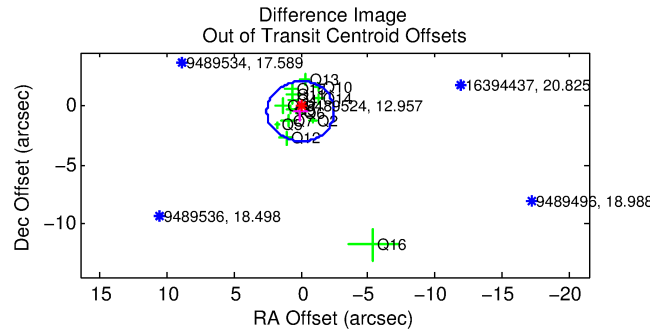 Difference Image
Out of Transit Centroid Offsets
9489534, 17.589
Q13
Q10
16394437, 20.825
Q14
9489524, 12.957
Q2
Q12
9489536, 18.498
9489496, 18.988
Q16
0
−5
−10
Dec Offset (arcsec)
15 10 5 0 −5 −10 −15 −20
RA Offset (arcsec)